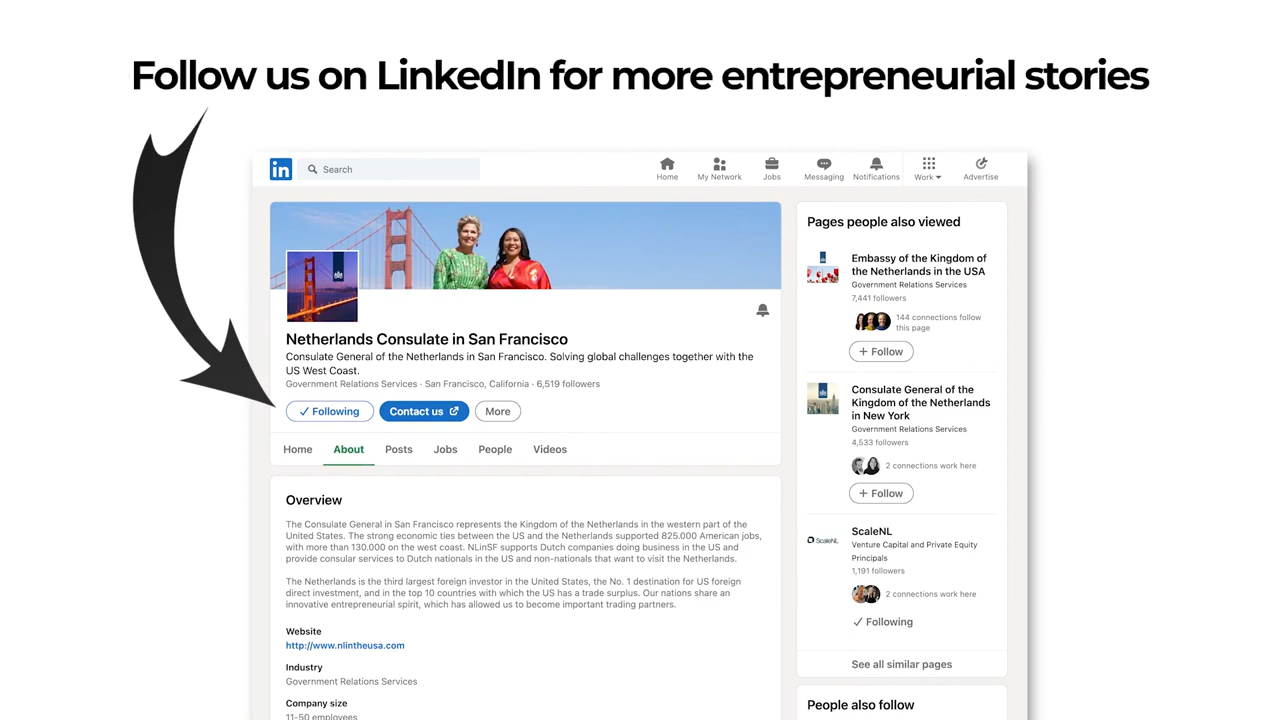 Follow us on LinkedIn for more entrepreneurial stories
in
Search
Home
My Network
Jobs
Messaging
Notifications
Work
Advertise
Netherlands Consulate in San Francisco
Consulate General of the Netherlands in San Francisco. Solving global challenges together with the
US West Coast.
Government Relations Services · San Francisco, California · 6,519 followers
Following
Contact us
More
Home
About
Posts
Jobs
People
Videos
Overview
The Consulate General in San Francisco represents the Kingdom of the Netherlands in the western part of the
United States. The strong economic ties between the US and the Netherlands supported 825.000 American jobs,
with more than 130.000 on the west coast. NLinSF supports Dutch companies doing business in the US and
provide consular services to Dutch nationals in the US and non-nationals that want to visit the Netherlands.
The Netherlands is the third largest foreign investor in the United States, the No. 1 destination for US foreign
direct investment, and in the top 10 countries with which the US has a trade surplus. Our nations share an
innovative entrepreneurial spirit, which has allowed us to become important trading partners.
Website
http://www.nlintheusa.com
Industry
Government Relations Services
Company size
11-50 employees
Pages people also viewed
Embassy of the Kingdom of
the Netherlands in the USA
Government Relations Services
7,441 followers
144 connections follow
this page
+ Follow
Consulate General of the
Kingdom of the Netherlands
in New York
Government Relations Services
4,533 followers
2 connections work here
+ Follow
ScaleNL
ScaleNL
Venture Capital and Private Equity
Principals
1,191 followers
2 connections work here
Following
See all similar pages
People also follow